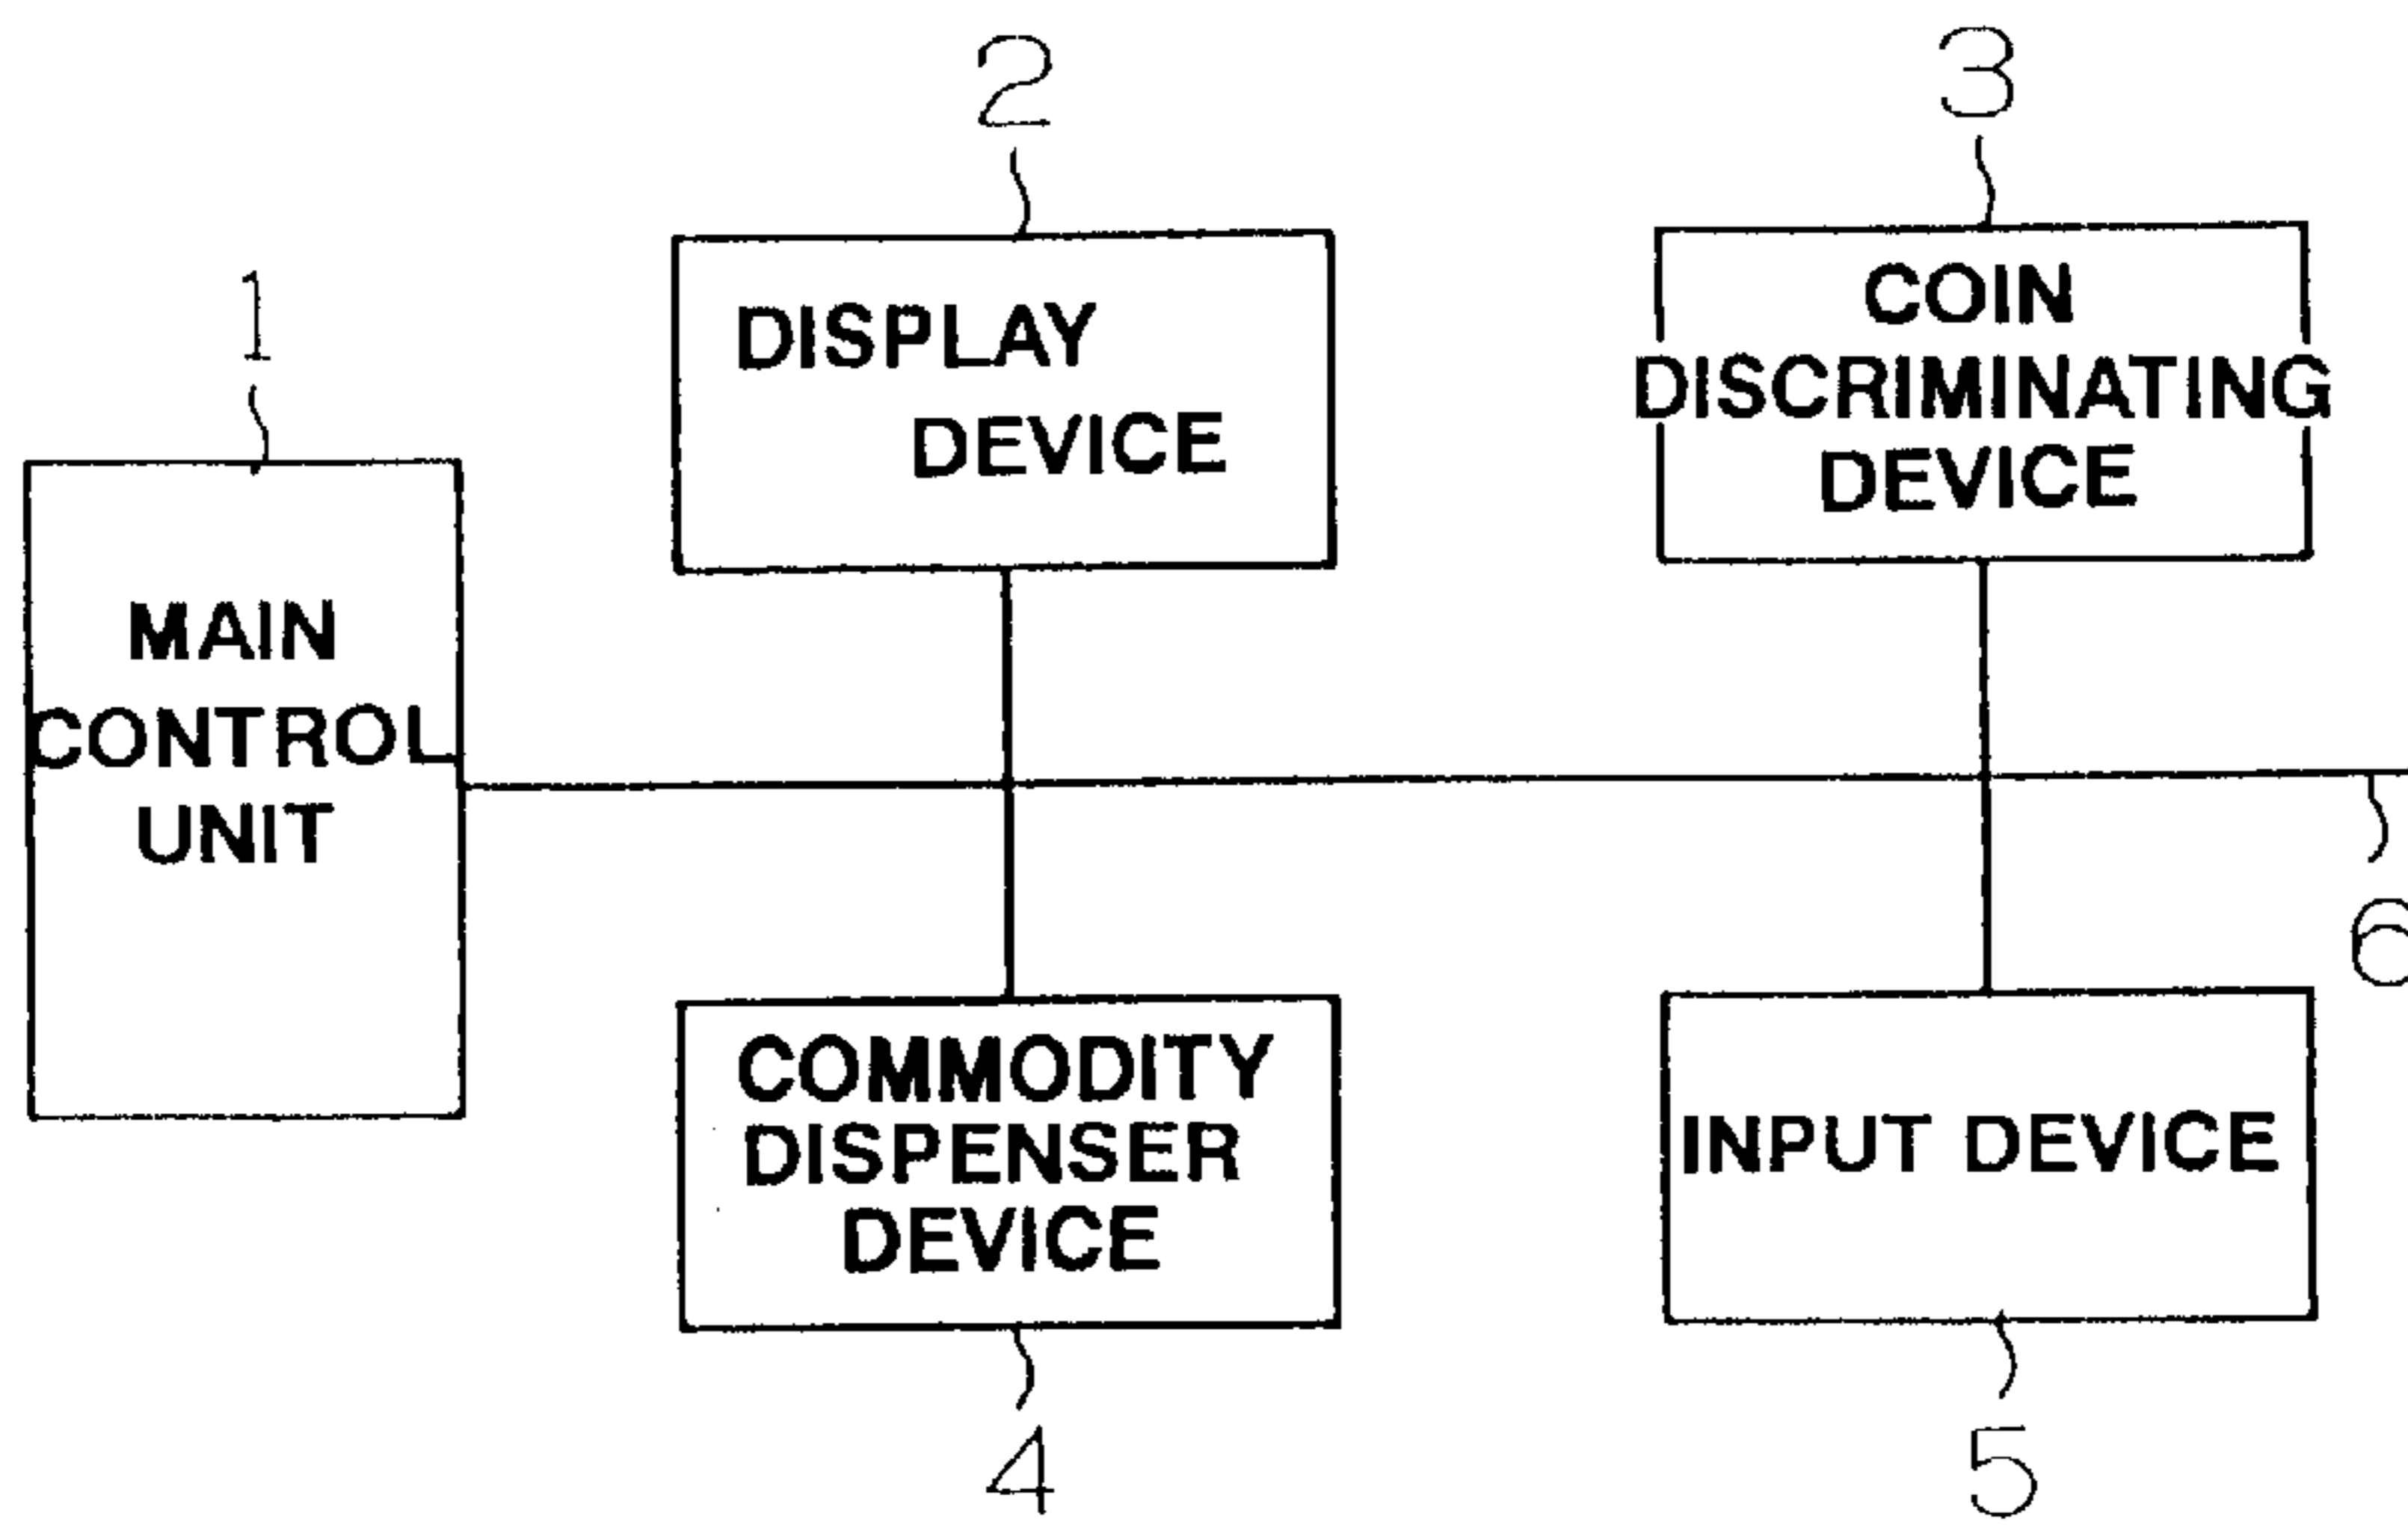 1
MAIN
CONTROL
UNIT
2
DISPLAY
DEVICE
3
COIN
DISCRIMINATING
DEVICE
COMMODITY
DISPENSER
DEVICE
4
INPUT DEVICE
5
6